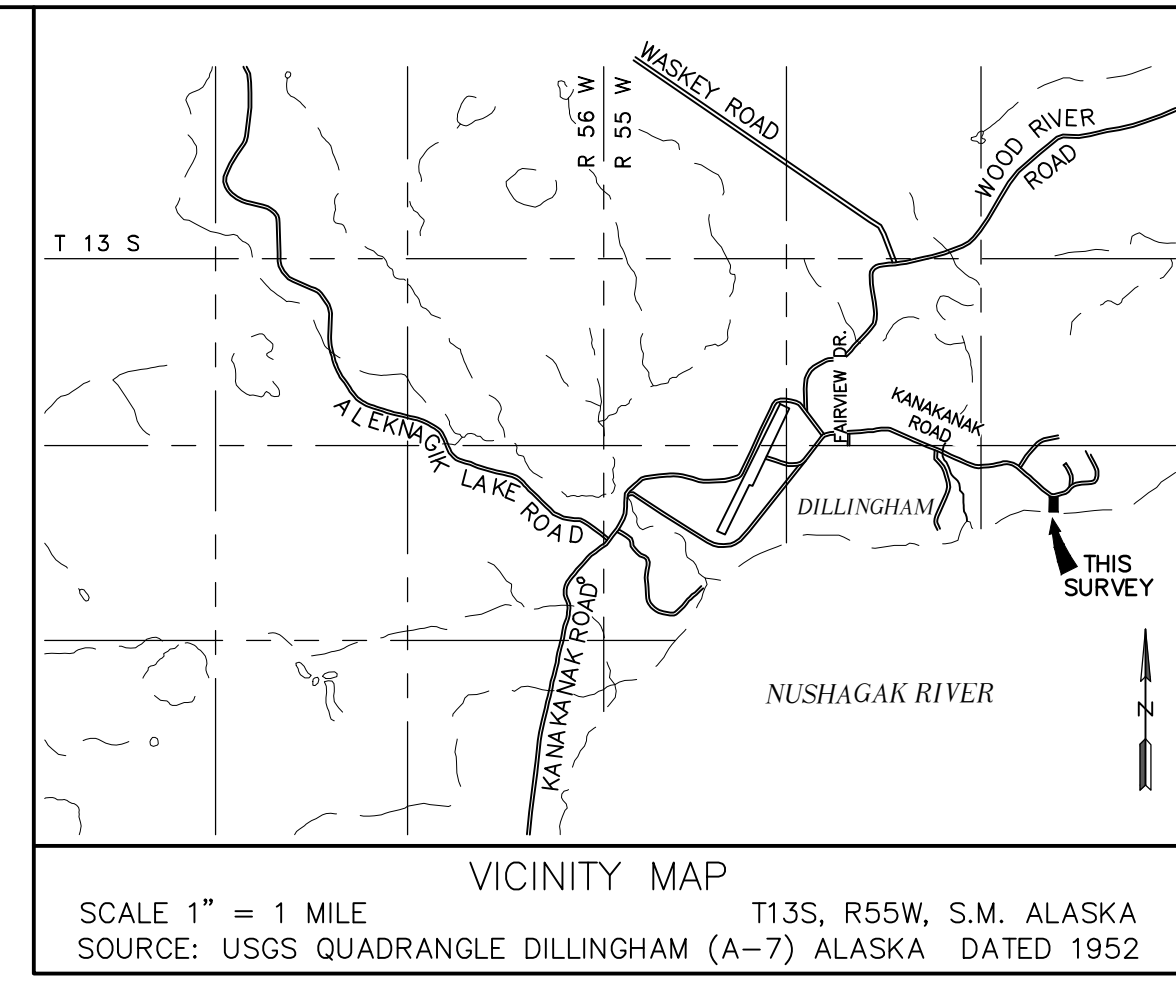 WASKEY ROAD
R 56 W
R 55 W
WOOD RIVER
ROAD
T 13 S
FAIRVIEW DR.
KANAKANAK
ROAD
ALEKNAGIK LAKE ROAD
DILLINGHAM
THIS
SURVEY
KANAKANAK ROAD
NUSHAGAK RIVER
N
VICINITY MAP
SCALE 1" = 1 MILE
T13S, R55W, S.M. ALASKA
SOURCE: USGS QUADRANGLE DILLINGHAM (A-7) ALASKA DATED 1952